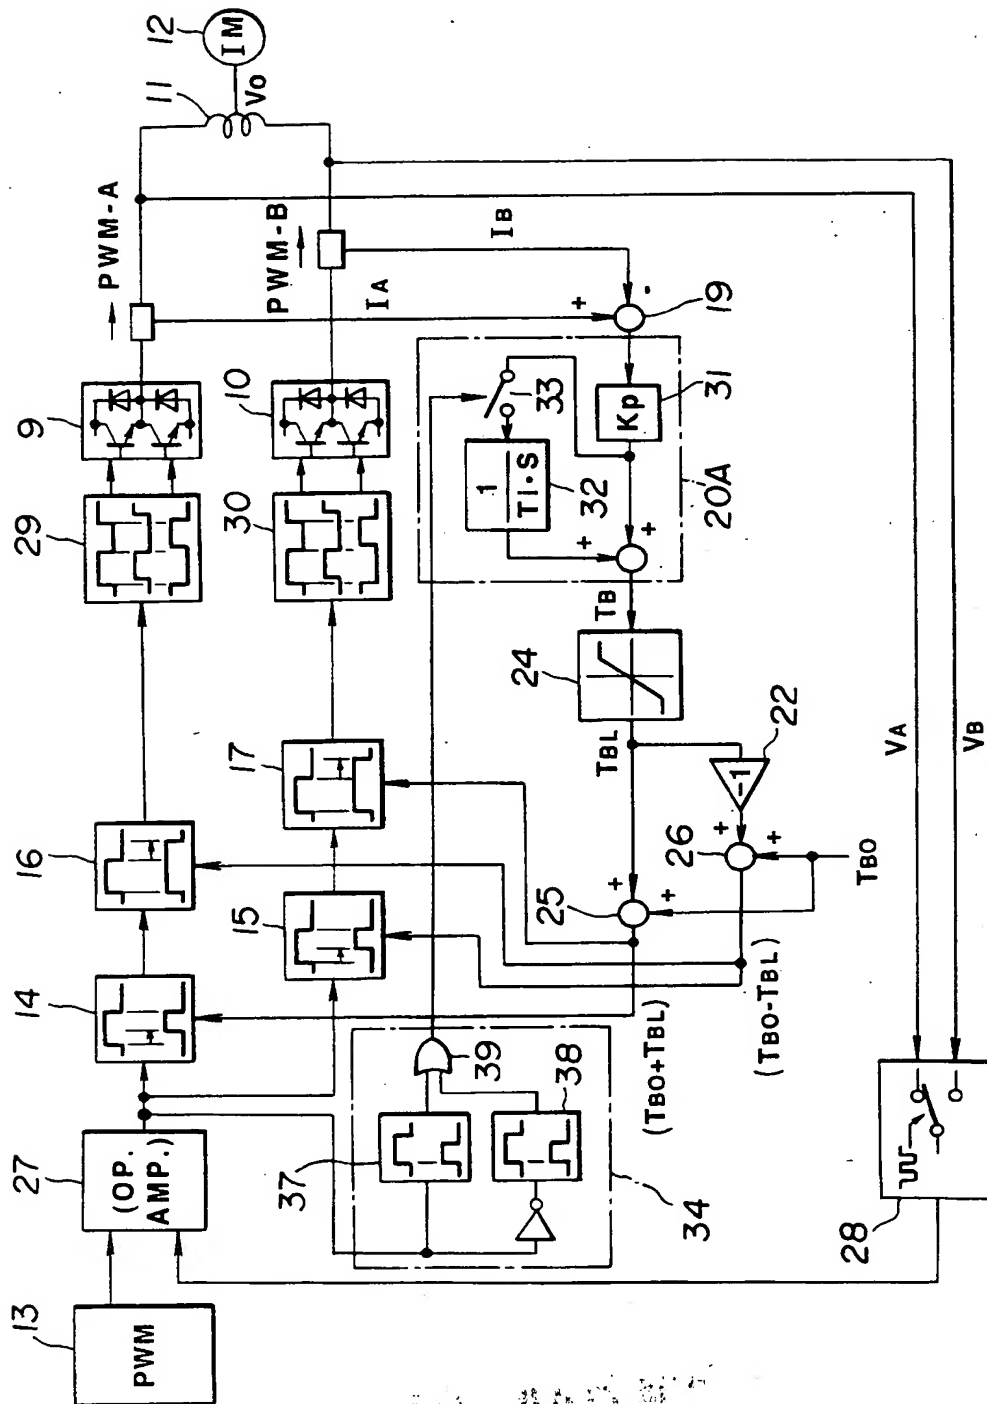 13
PWM
27
(OP.
AMP.)
14
16
29
9
PWM-A
11
12
IM
Vo
15
17
30
10
PWM-B
IA
IB
+
-
19
33
1
TI·S
32
Kp
31
20A
+
+
TB
24
TBL
22
-1
+
+
25
+
+
26
TBO
(TBO+TBL)
(TBO-TBL)
37
38
39
34
VA
VB
28